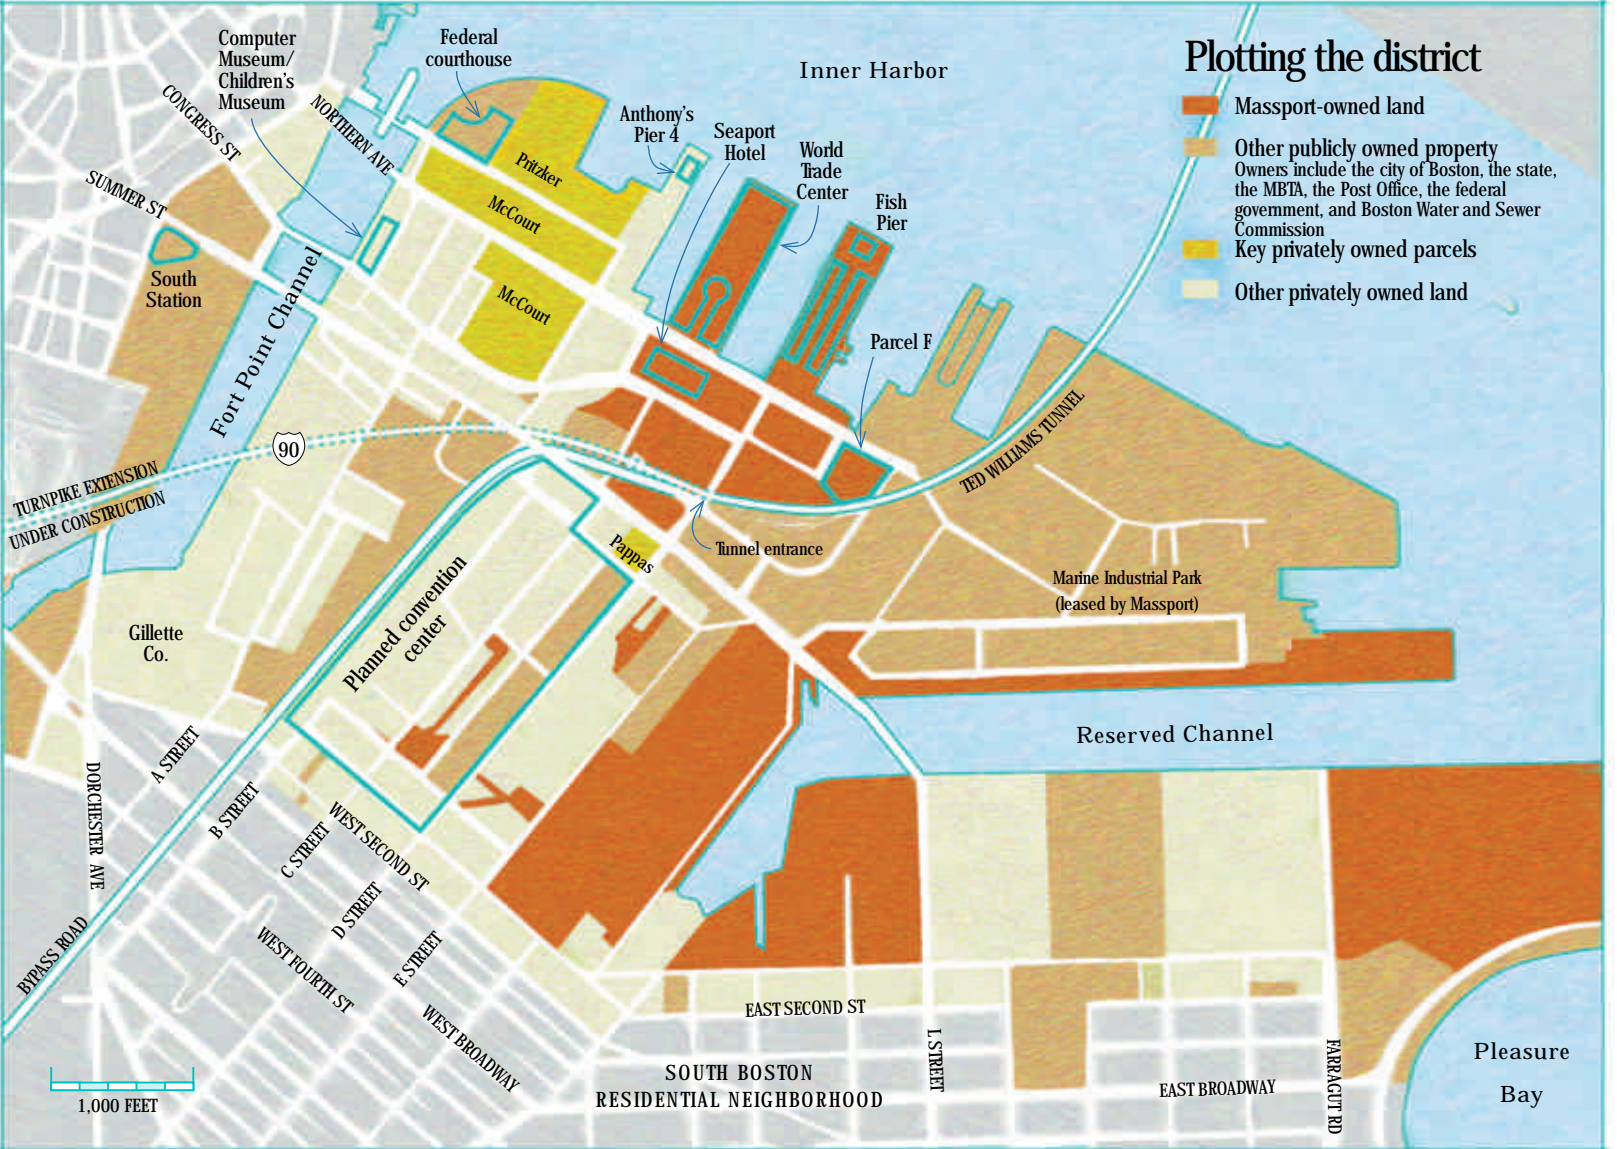 Plotting the district
Massport-owned land
Other publicly owned property
Owners include the city of Boston, the state,
the MBTA, the Post Office, the federal
government, and Boston Water and Sewer
Commission
Key privately owned parcels
Other privately owned land
Computer
Museum/
Children's
Museum
Federal
courthouse
Inner Harbor
CONGRESS ST
NORTHERN AVE
SUMMER ST
Anthony's
Pier 4
Seaport
Hotel
World
Trade
Center
Fish
Pier
Pritzker
McCourt
McCourt
South
Station
Fort Point Channel
Parcel F
90
TURNPIKE EXTENSION
UNDER CONSTRUCTION
TED WILLIAMS TUNNEL
Tunnel entrance
Pappas
Planned convention
center
Marine Industrial Park
(leased by Massport)
Gillette
Co.
Reserved Channel
A STREET
B STREET
C STREET
D STREET
E STREET
DORCHESTER AVE
BYPASS ROAD
WEST SECOND ST
WEST FOURTH ST
WEST BROADWAY
EAST SECOND ST
L STREET
EAST BROADWAY
FARRAGUT RD
SOUTH BOSTON
RESIDENTIAL NEIGHBORHOOD
Pleasure
Bay
1,000 FEET